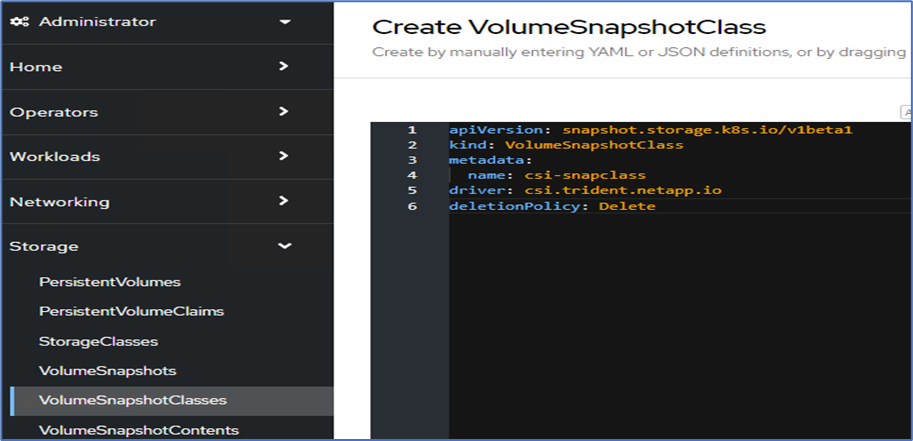 Administrator
Home
Operators
Workloads
Networking
Storage
PersistentVolumes
PersistentVolumeClaims
StorageClasses
VolumeSnapshots
VolumeSnapshotClasses
VolumeSnapshotContents
Create VolumeSnapshotClass
Create by manually entering YAML or JSON definitions, or by dragging
1 apiVersion: snapshot.storage.k8s.io/v1beta1
2 kind: VolumeSnapshotClass
3 metadata:
4   name: csi-snapclass
5 driver: csi.trident.netapp.io
6 deletionPolicy: Delete